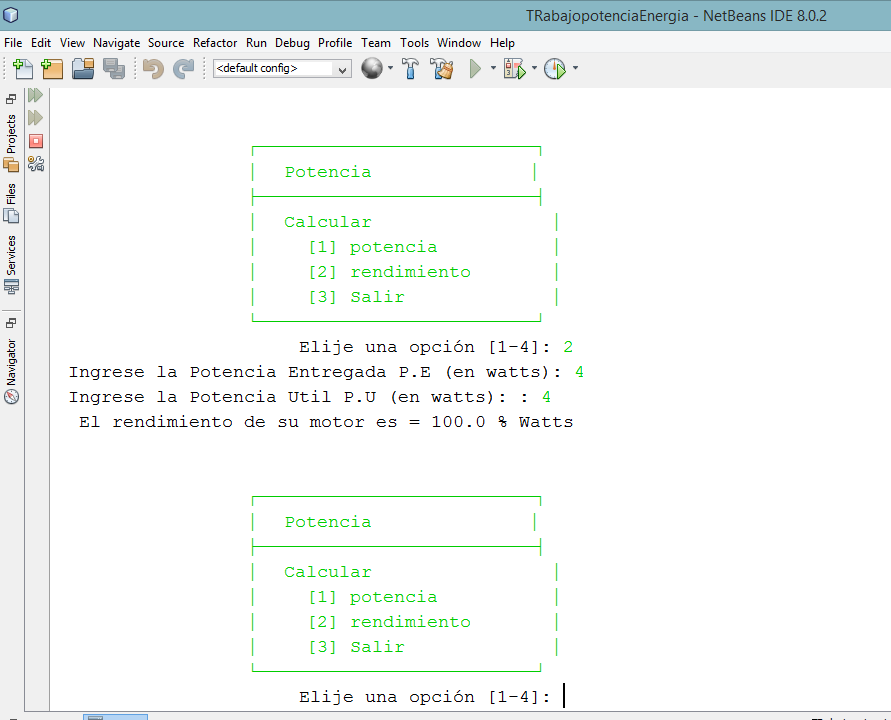 TRabajopotenciaEnergia - NetBeans IDE 8.0.2
File Edit View Navigate Source Refactor Run Debug Profile Team Tools Window Help
<default config>
Projects
Files
Services
Navigator
Potencia
Calcular
[1] potencia
[2] rendimiento
[3] Salir
Elije una opción [1-4]: 2
Ingrese la Potencia Entregada P.E (en watts): 4
Ingrese la Potencia Util P.U (en watts): : 4
El rendimiento de su motor es = 100.0 % Watts
Potencia
Calcular
[1] potencia
[2] rendimiento
[3] Salir
Elije una opción [1-4]: